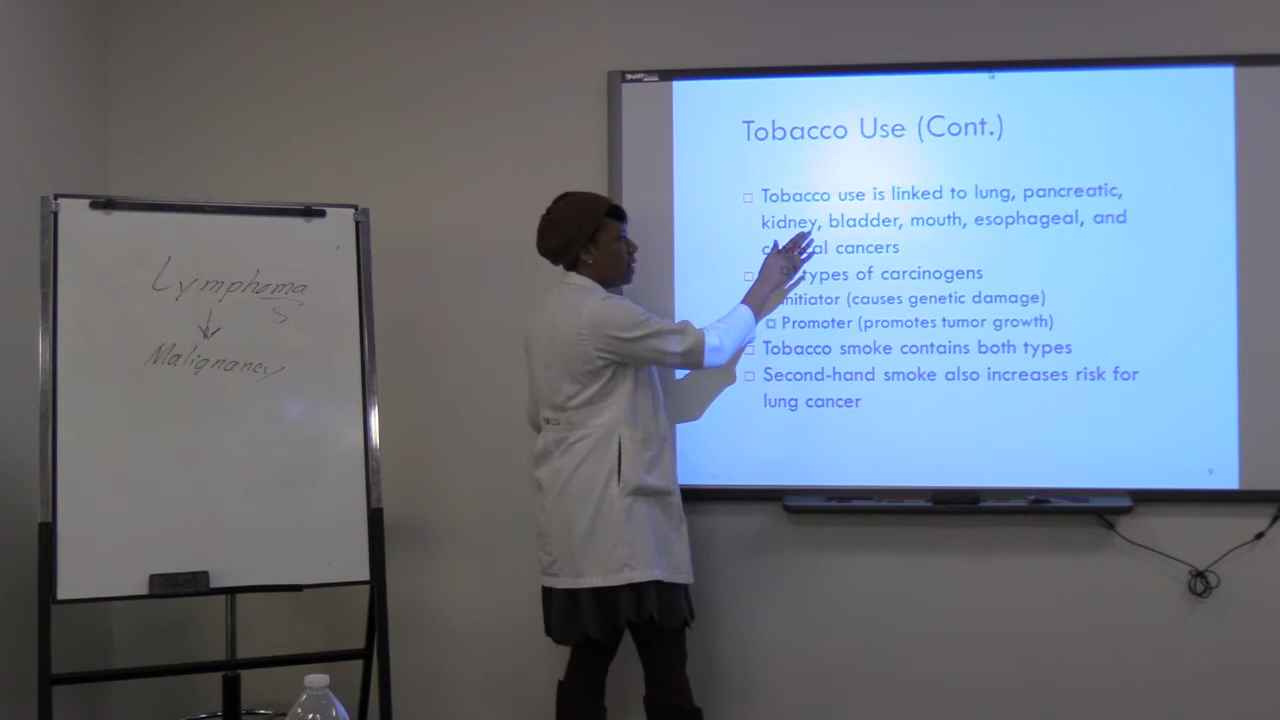 Lymphoma
S
Malignancy
SMART
Tobacco Use (Cont.)
Tobacco use is linked to lung, pancreatic,
kidney, bladder, mouth, esophageal, and
cancers
types of carcinogens
Initiator (causes genetic damage)
Promoter (promotes tumor growth)
Tobacco smoke contains both types
Second-hand smoke also increases risk for
lung cancer
9